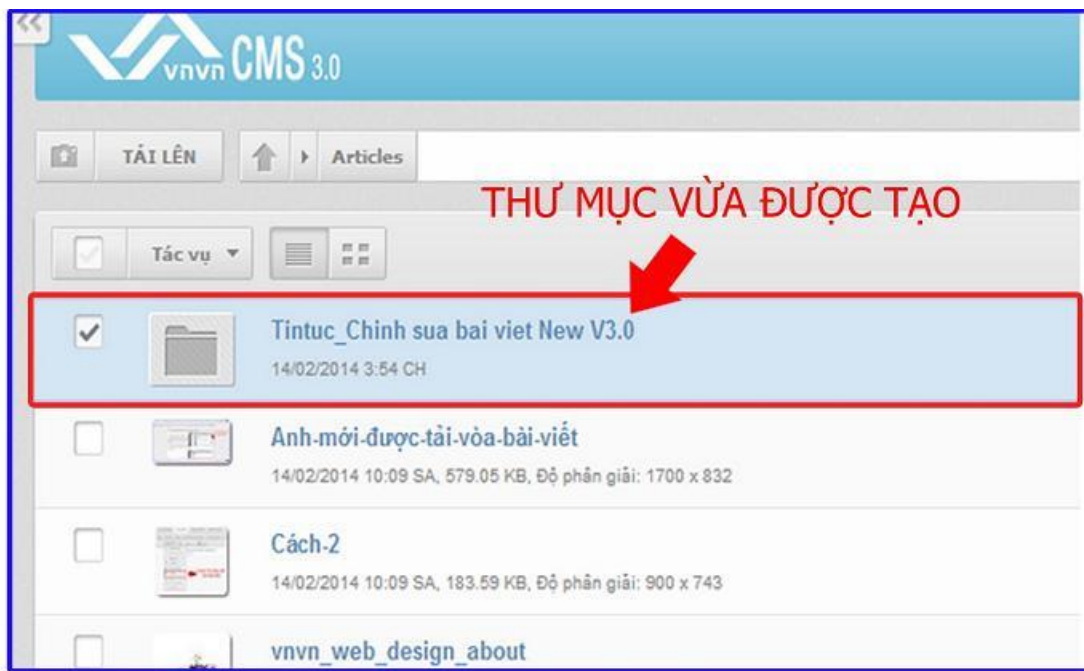 vnvn CMS 3.0
TẢI LÊN
Articles
THƯ MỤC VỪA ĐƯỢC TẠO
Tác vụ
Tintuc_Chinh sua bai viet New V3.0
14/02/2014 3:54 CH
Anh-mới-được-tải-vòa-bài-viết
14/02/2014 10:09 SA, 579.05 KB, Độ phân giải: 1700 x 832
Cách-2
14/02/2014 10:09 SA, 183.59 KB, Độ phân giải: 900 x 743
vnvn_web_design_about